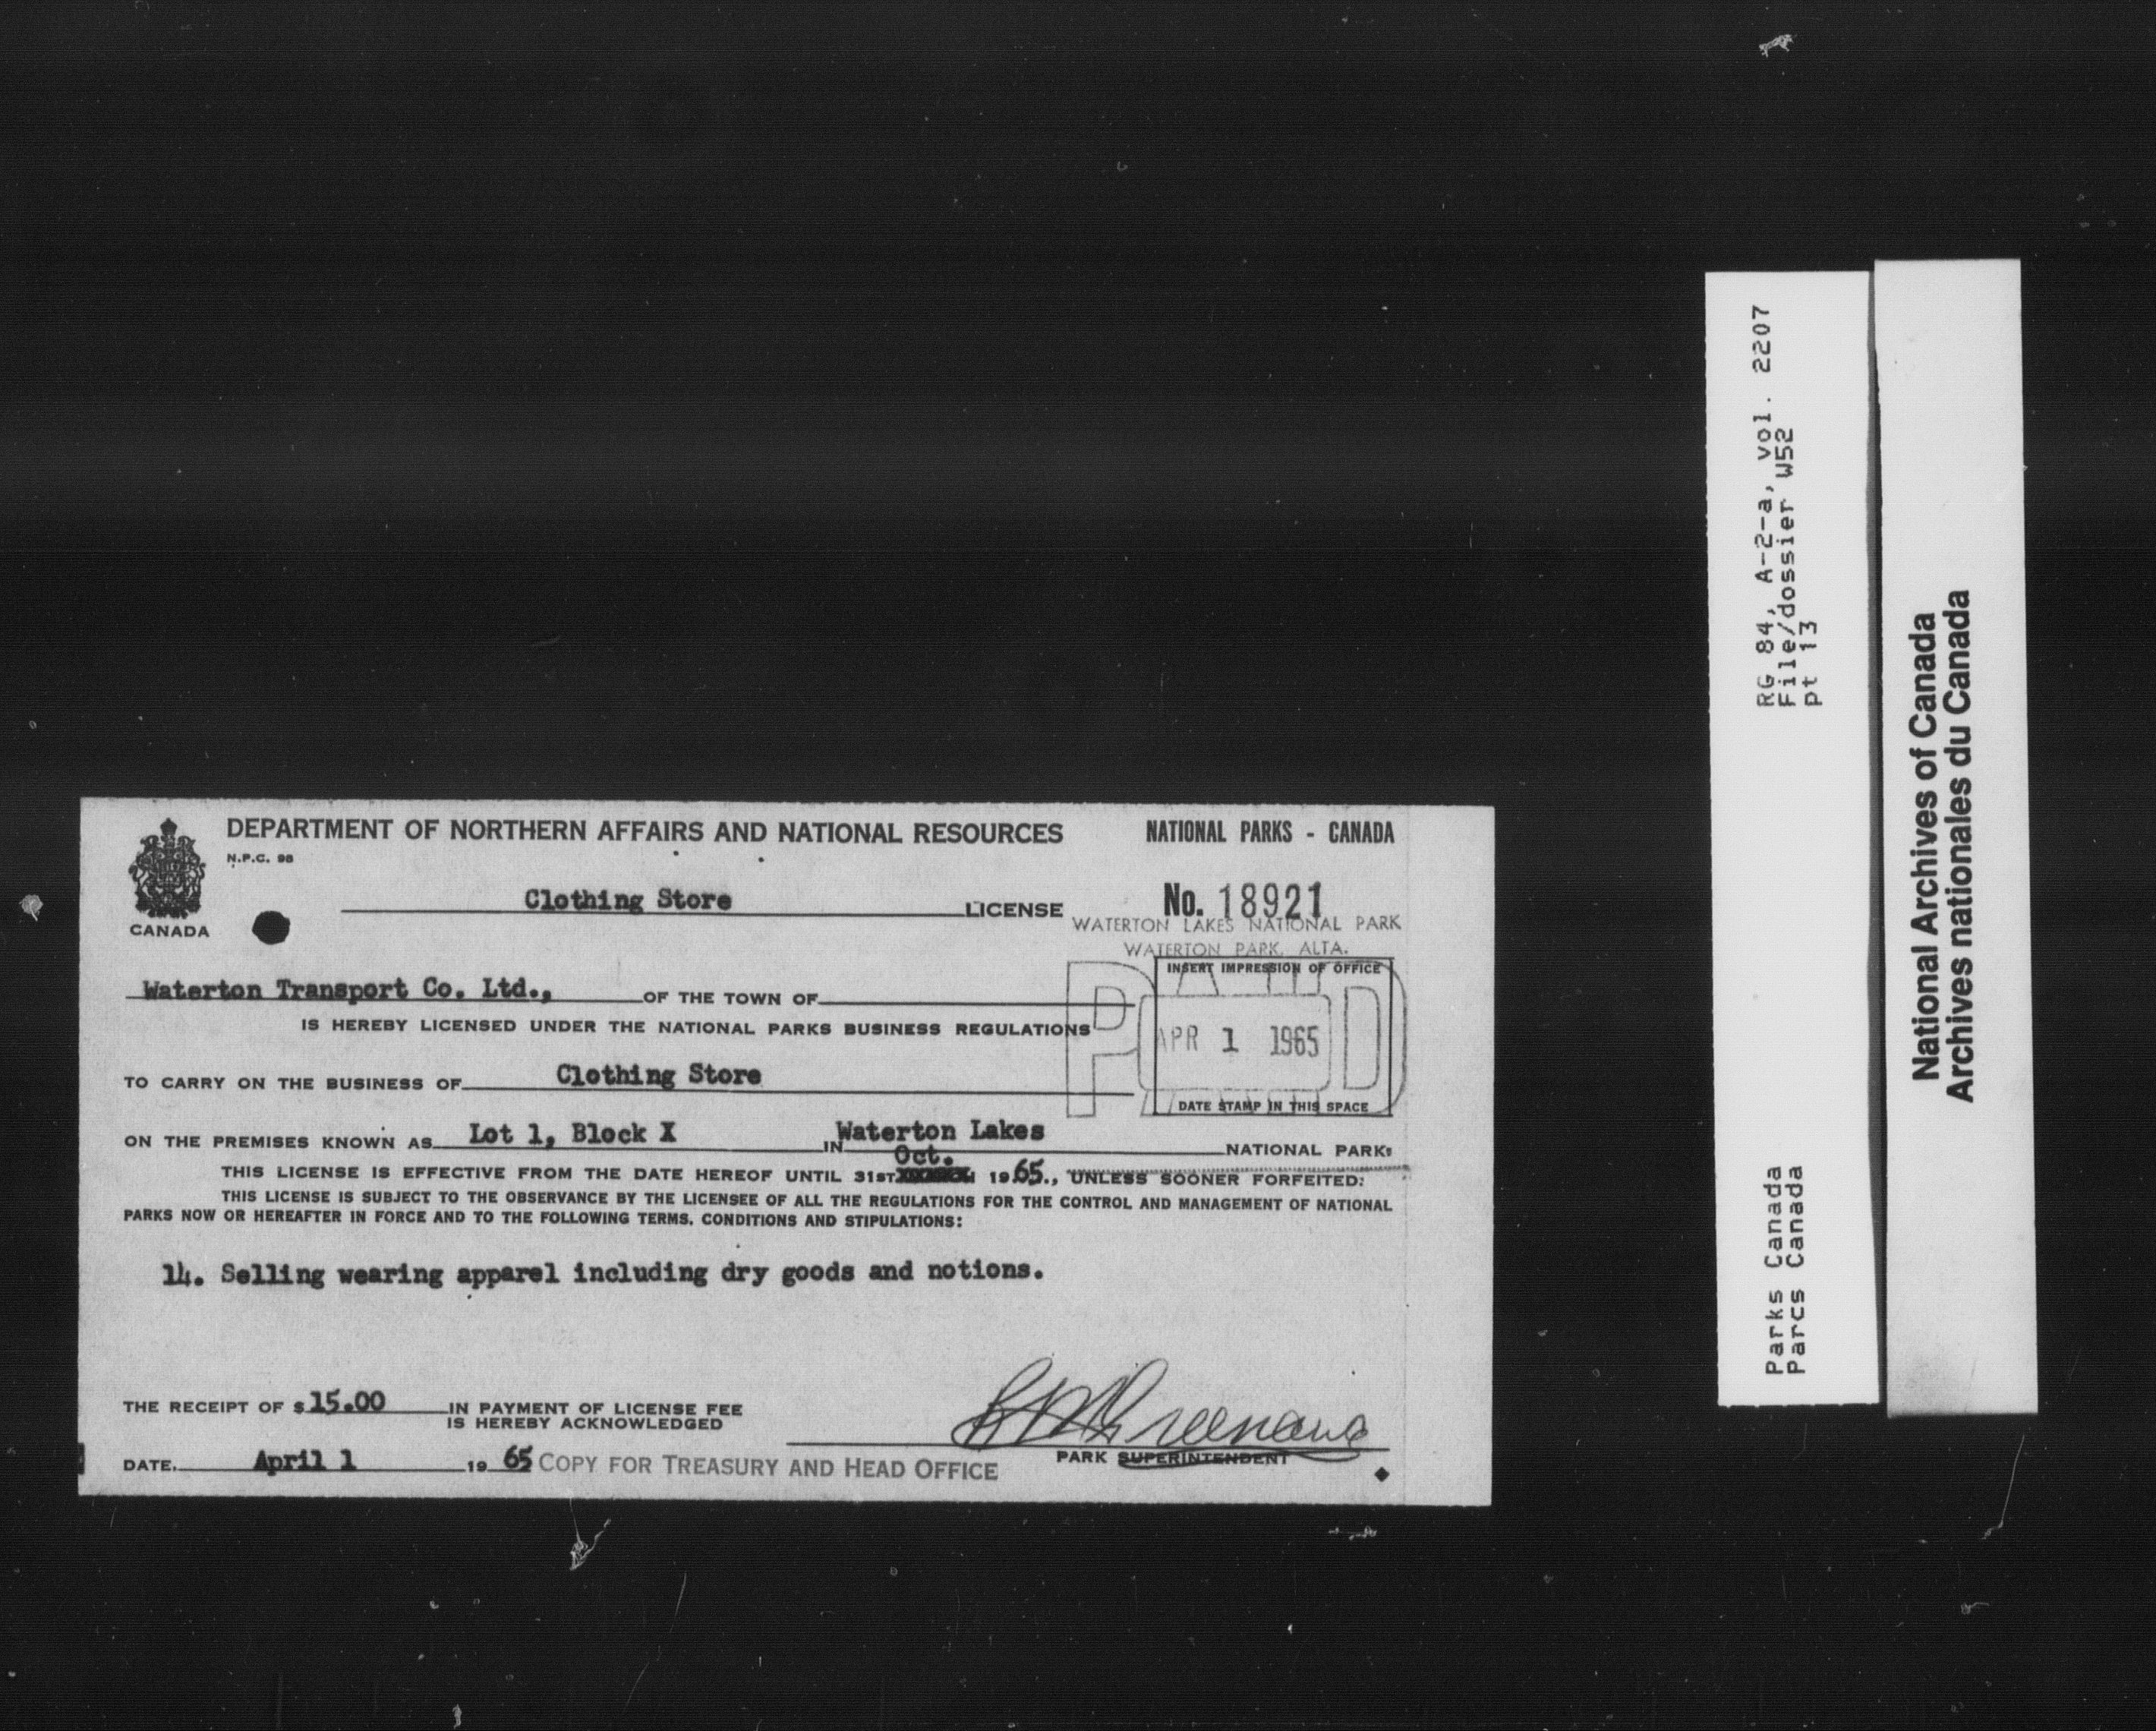 DEPARTMENT OF NORTHERN AFFAIRS AND NATIONAL RESOURCES NATIONAL PARKS - CANADA
N.P.C. 98
Clothing Store LICENSE No. 18921
CANADA
WATERTON LAKES NATIONAL PARK
WATERTON PARK, ALTA.
INSERT IMPRESSION OF OFFICE
PAID
APR 1 1965
DATE STAMP IN THIS SPACE
Waterton Transport Co. Ltd., OF THE TOWN OF
IS HEREBY LICENSED UNDER THE NATIONAL PARKS BUSINESS REGULATIONS
TO CARRY ON THE BUSINESS OF Clothing Store
ON THE PREMISES KNOWN AS Lot 1, Block X IN Waterton Lakes NATIONAL PARK:
Oct.
THIS LICENSE IS EFFECTIVE FROM THE DATE HEREOF UNTIL 31ST 19.65., UNLESS SOONER FORFEITED:
THIS LICENSE IS SUBJECT TO THE OBSERVANCE BY THE LICENSEE OF ALL THE REGULATIONS FOR THE CONTROL AND MANAGEMENT OF NATIONAL
PARKS NOW OR HEREAFTER IN FORCE AND TO THE FOLLOWING TERMS. CONDITIONS AND STIPULATIONS:
14. Selling wearing apparel including dry goods and notions.
THE RECEIPT OF $ 15.00 IN PAYMENT OF LICENSE FEE
IS HEREBY ACKNOWLEDGED
PARK SUPERINTENDENT
DATE. April 1 19 65 COPY FOR TREASURY AND HEAD OFFICE
RG 84, A-2-a, vol. 2207
File/dossier W52
pt 13
Parks Canada
Parcs Canada
National Archives of Canada
Archives nationales du Canada